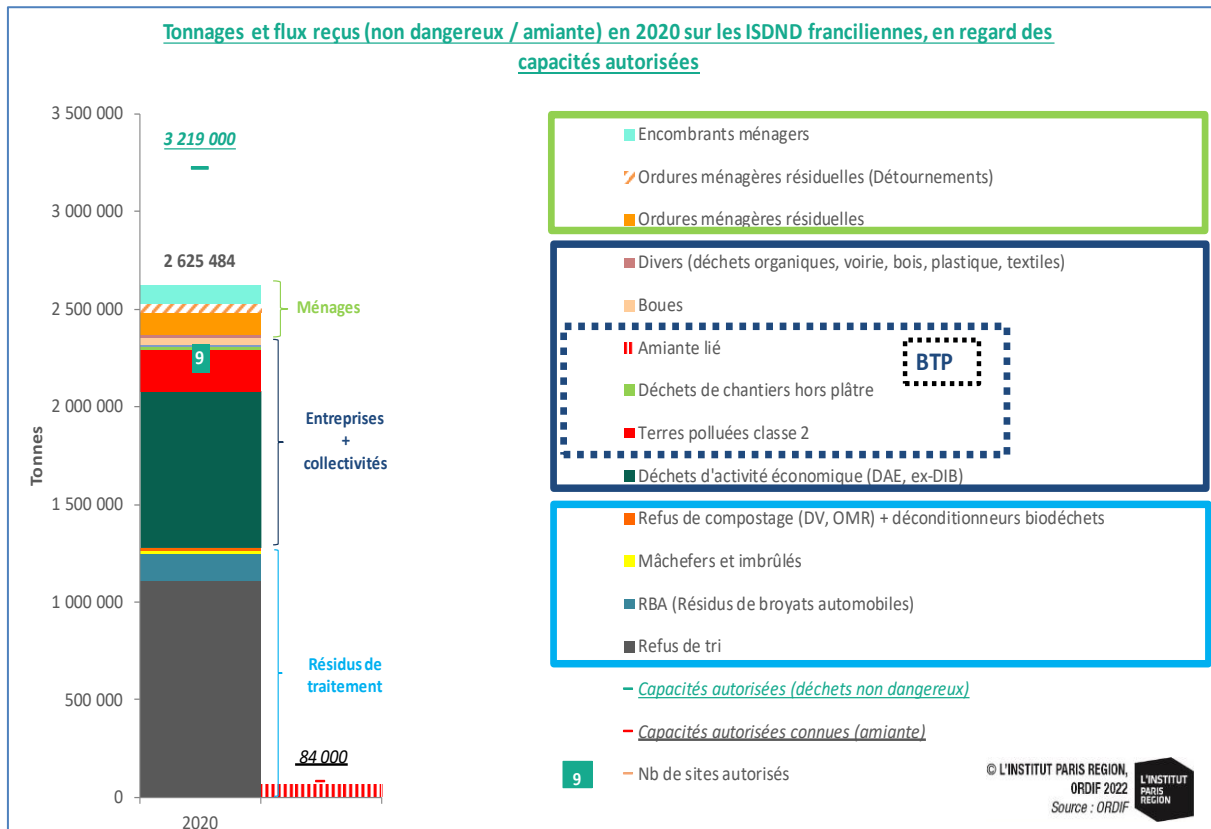 Tonnages et flux reçus (non dangereux / amiante) en 2020 sur les ISDND franciliennes, en regard des
capacités autorisées
Tonnes
3 500 000
3 000 000
2 500 000
2 000 000
1 500 000
1 000 000
500 000
0
2020
3 219 000
2 625 484
9
84 000
Ménages
Entreprises
+
collectivités
Résidus de
traitement
Encombrants ménagers
Ordures ménagères résiduelles (Détournements)
Ordures ménagères résiduelles
Divers (déchets organiques, voirie, bois, plastique, textiles)
Boues
Amiante lié
BTP
Déchets de chantiers hors plâtre
Terres polluées classe 2
Déchets d'activité économique (DAE, ex-DIB)
Refus de compostage (DV, OMR) + déconditionneurs biodéchets
Mâchefers et imbrûlés
RBA (Résidus de broyats automobiles)
Refus de tri
Capacités autorisées (déchets non dangereux)
Capacités autorisées connues (amiante)
9
Nb de sites autorisés
© L'INSTITUT PARIS REGION,
ORDIF 2022
Source : ORDIF
L'INSTITUT
PARIS
REGION